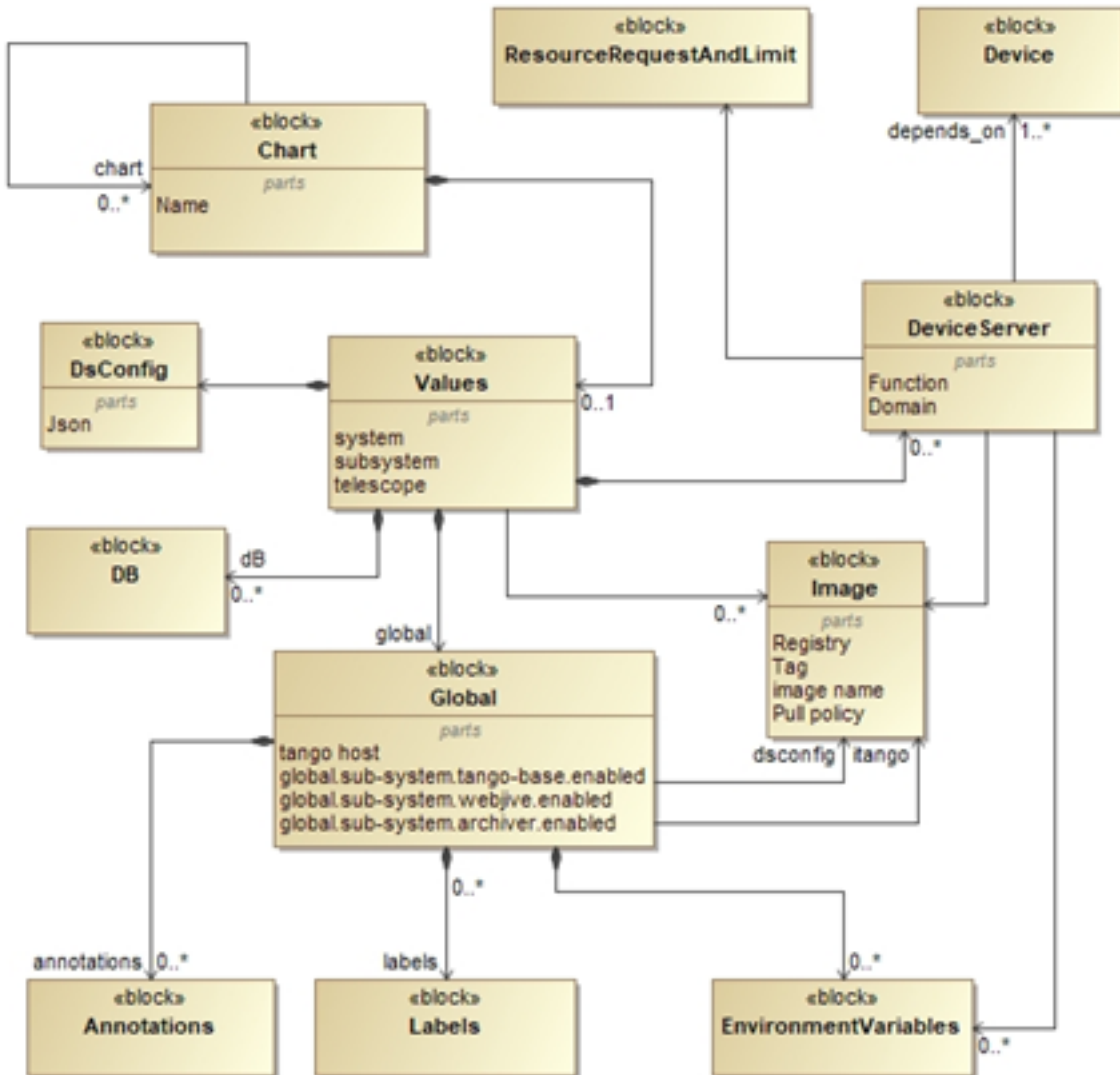 «block»
ResourceRequestAndLimit
«block»
Device
depends_on 1..*
«block»
Chart
parts
Name
chart
0..*
«block»
DeviceServer
parts
Function
Domain
«block»
DsConfig
parts
Json
«block»
Values
parts
system
subsystem
telescope
0..1
0..*
«block»
DB
dB
0..*
global
«block»
Image
parts
Registry
Tag
image name
Pull policy
0..*
dsconfig itango
«block»
Global
parts
tango host
global.sub-system.tango-base.enabled
global.sub-system.webjive.enabled
global.sub-system.archiver.enabled
0..*
annotations 0..*
labels
0..*
«block»
Annotations
«block»
Labels
«block»
EnvironmentVariables
0..*